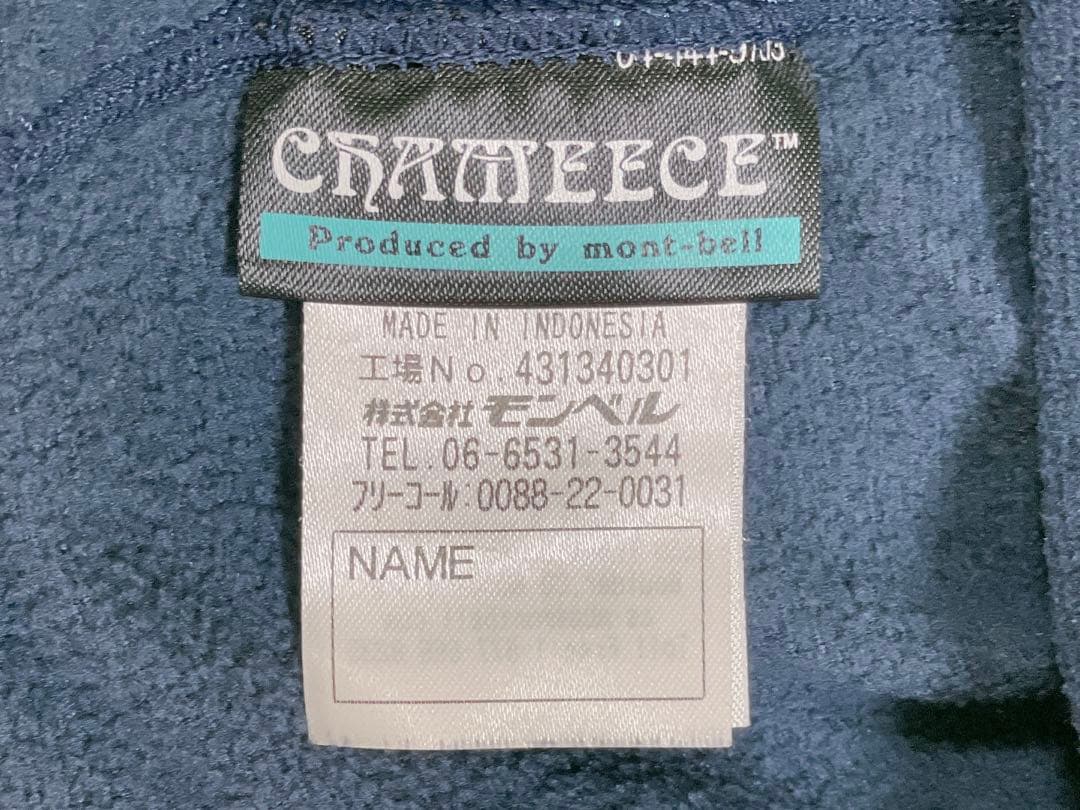 CHAMEECE™
Produced by mont-bell
MADE IN INDONESIA
工場No.431340301
株式会社モンベル
TEL.06-6531-3544
フリーコール:0088-22-0031
NAME